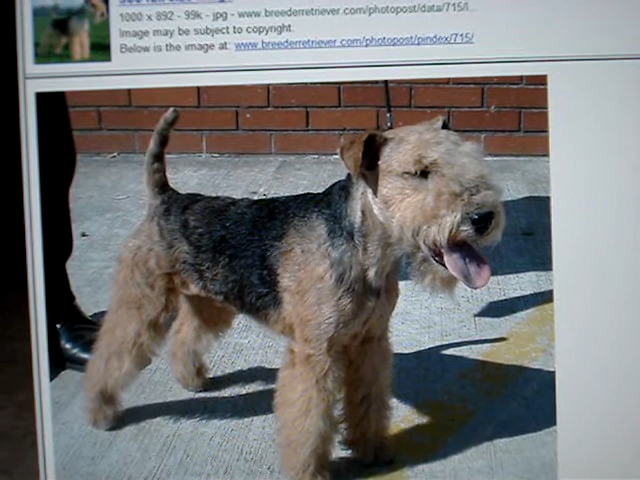 1000 x 892 - 99k - jpg - www.breederretriever.com/photopost/data/715/l...
Image may be subject to copyright.
Below is the image at: www.breederretriever.com/photopost/pindex/715/